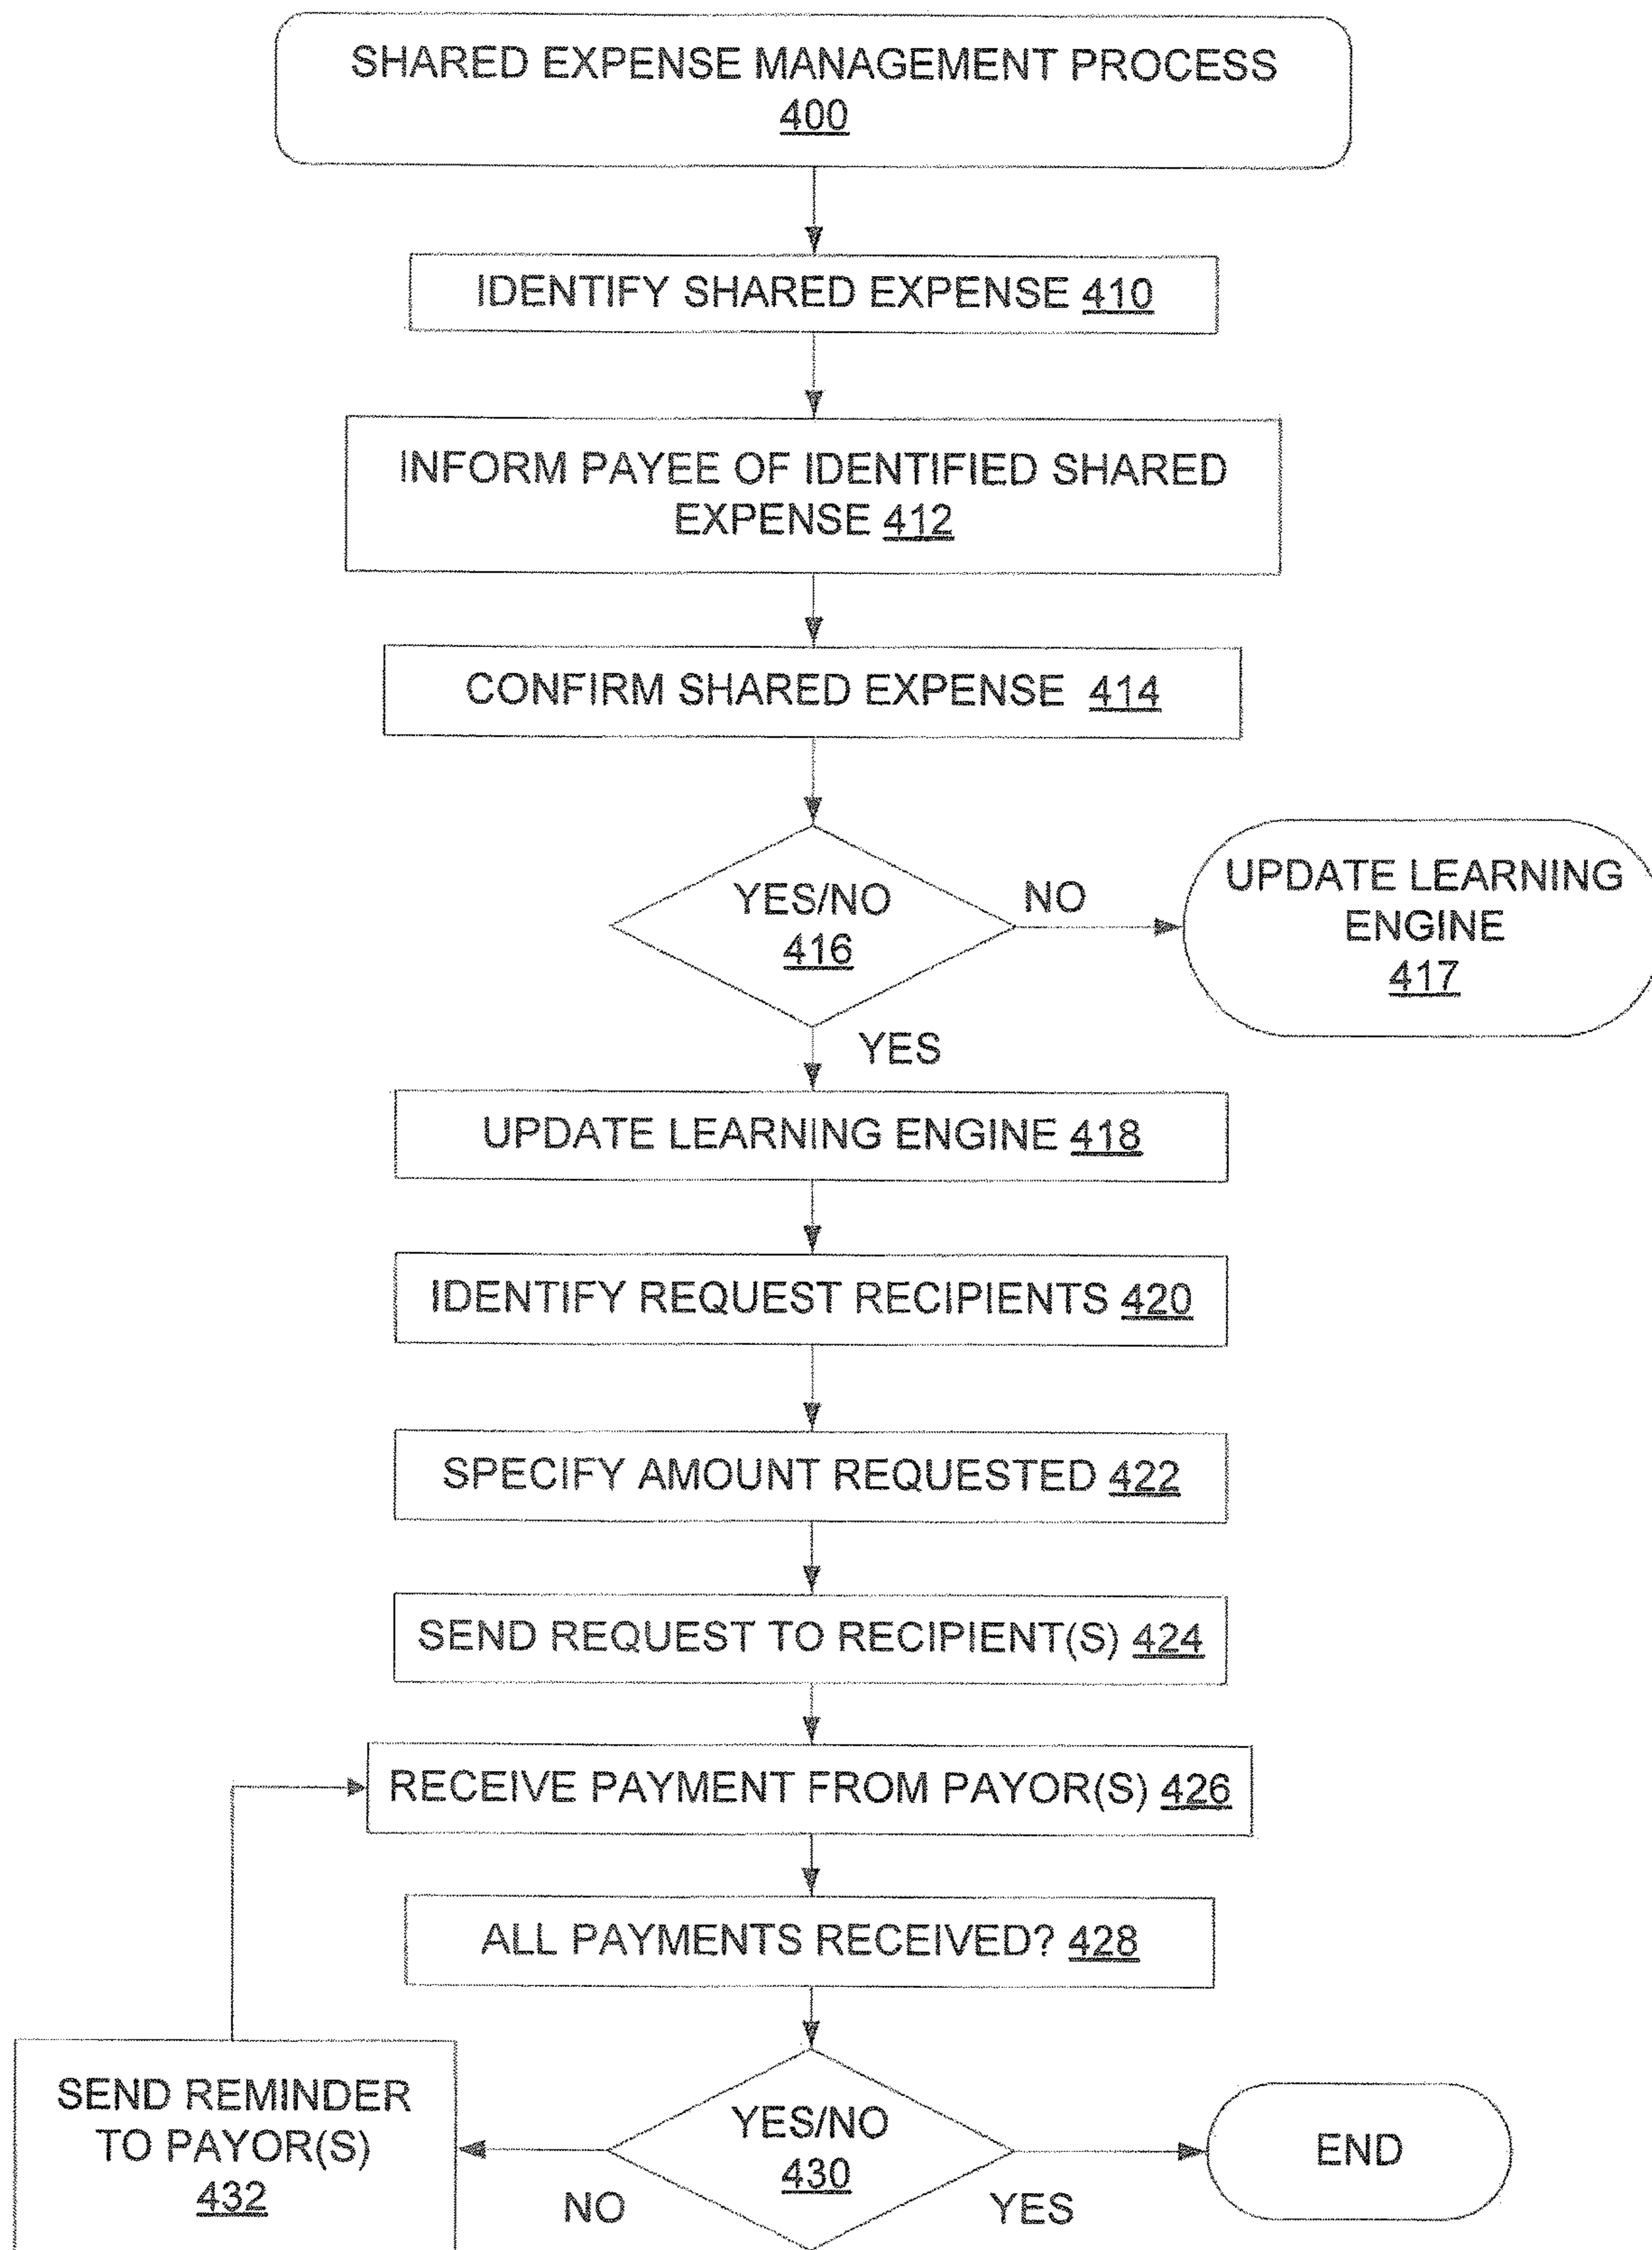 SHARED EXPENSE MANAGEMENT PROCESS
400
IDENTIFY SHARED EXPENSE 410
INFORM PAYEE OF IDENTIFIED SHARED
EXPENSE 412
CONFIRM SHARED EXPENSE 414
YES/NO
416
NO
UPDATE LEARNING
ENGINE
417
YES
UPDATE LEARNING ENGINE 418
IDENTIFY REQUEST RECIPIENTS 420
SPECIFY AMOUNT REQUESTED 422
SEND REQUEST TO RECIPIENT(S) 424
RECEIVE PAYMENT FROM PAYOR(S) 426
ALL PAYMENTS RECEIVED? 428
SEND REMINDER
TO PAYOR(S)
432
NO
YES/NO
430
YES
END